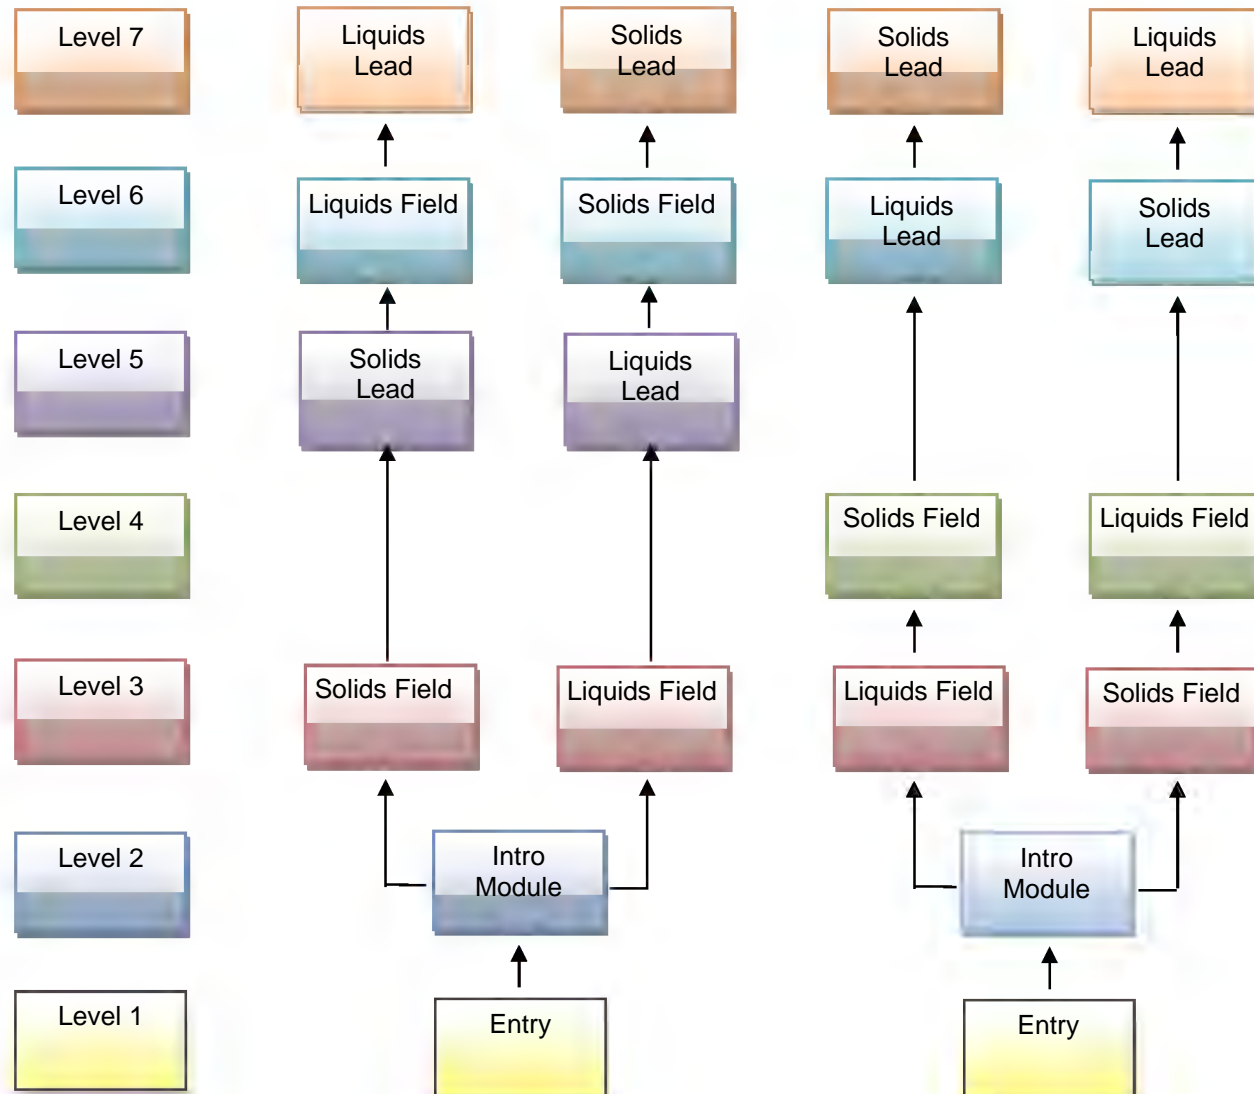 Level 7
Liquids
Lead
Solids
Lead
Solids
Lead
Liquids
Lead
Level 6
Liquids Field
Solids Field
Liquids
Lead
Solids
Lead
Level 5
Solids
Lead
Liquids
Lead
Level 4
Solids Field
Liquids Field
Level 3
Solids Field
Liquids Field
Liquids Field
Solids Field
Level 2
Intro
Module
Intro
Module
Level 1
Entry
Entry